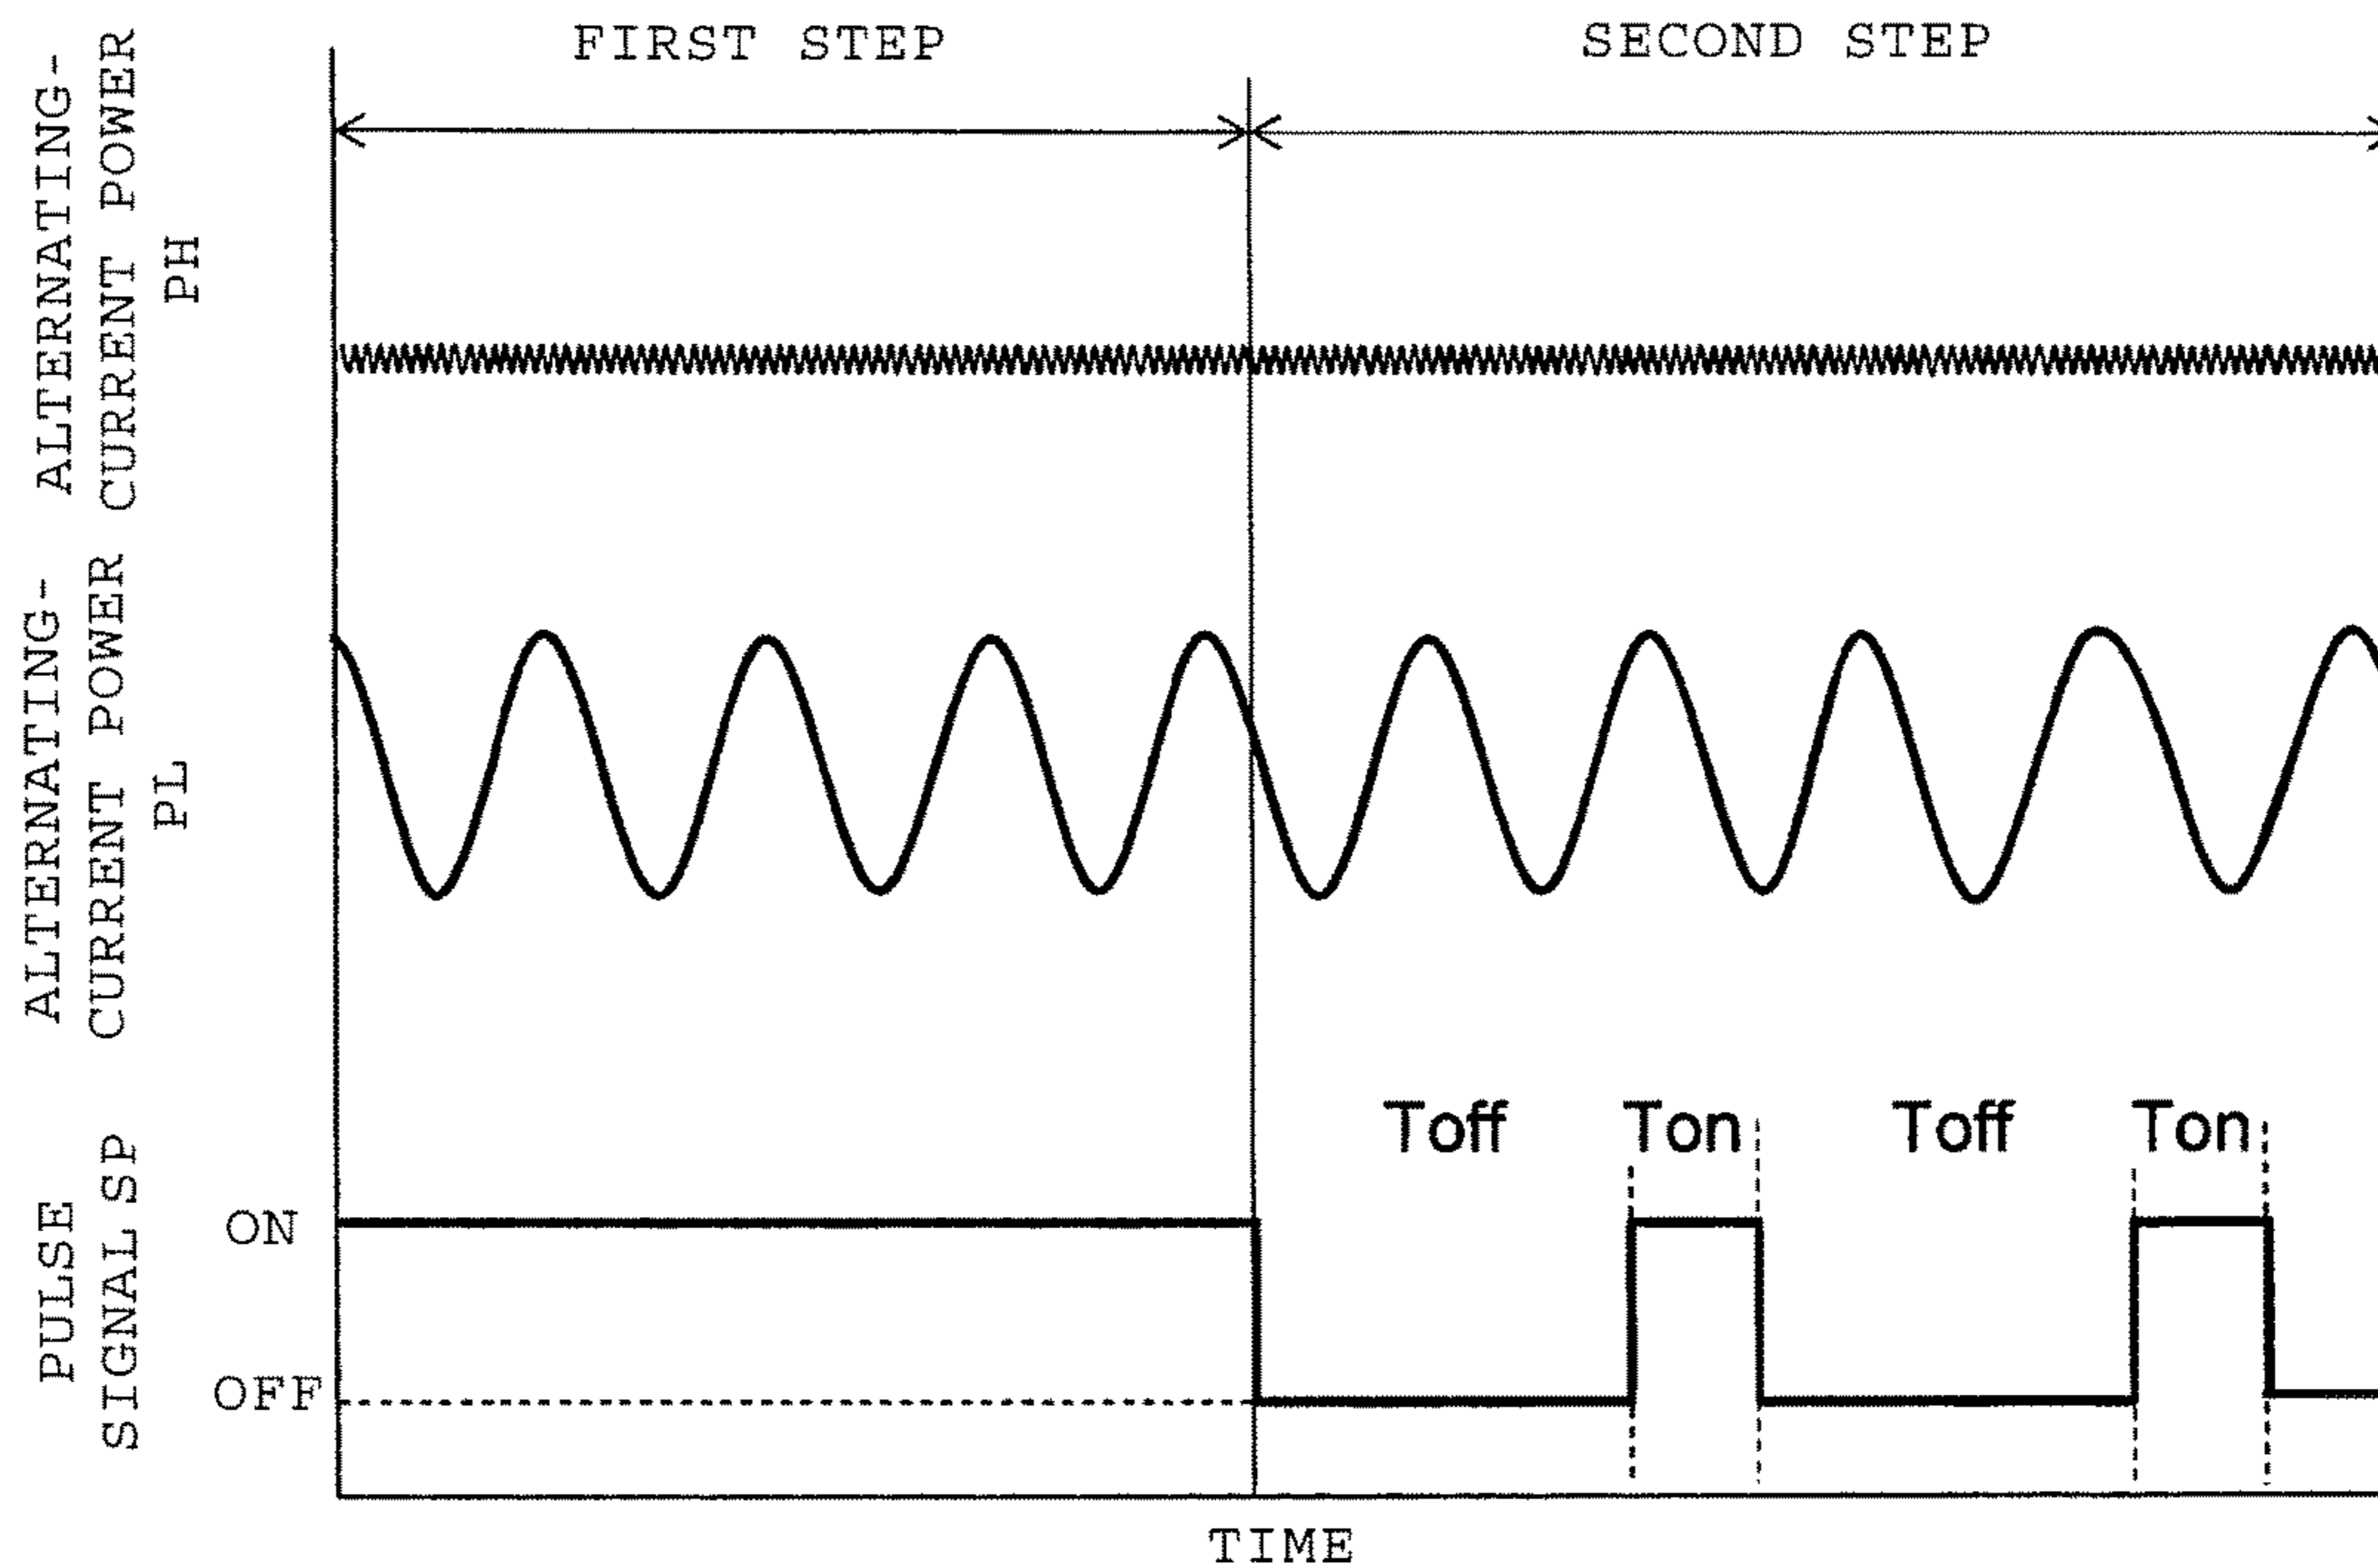 FIRST STEP
SECOND STEP
ALTERNATING-
CURRENT POWER
PH
ALTERNATING-
CURRENT POWER
PL
Toff
Ton
Toff
Ton
PULSE
SIGNAL SP
ON
OFF
TIME